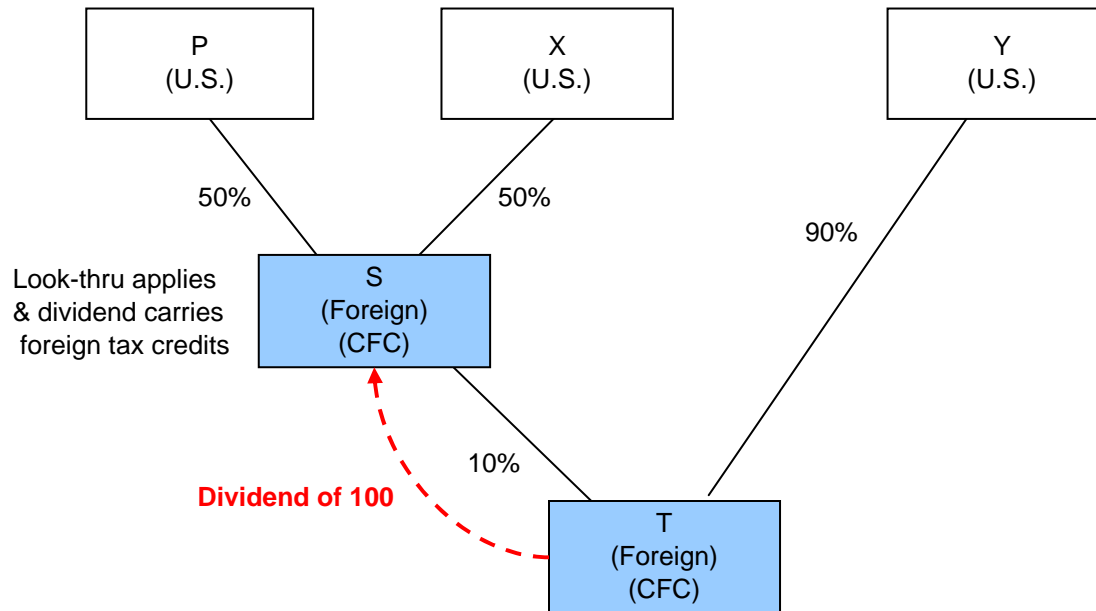 P
(U.S.)
X
(U.S.)
Y
(U.S.)
50%
50%
90%
Look-thru applies
& dividend carries
foreign tax credits
S
(Foreign)
(CFC)
10%
Dividend of 100
T
(Foreign)
(CFC)